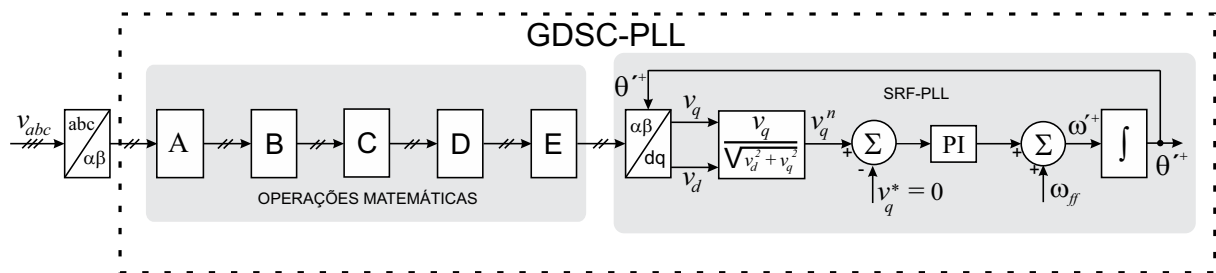 GDSC-PLL
v_abc
abc
αβ
A
B
C
D
E
OPERAÇÕES MATEMÁTICAS
θ´⁺
SRF-PLL
αβ
dq
v_q
v_d
v_q
√v_d² + v_q²
v_q^n
+
-
Σ
v_q^* = 0
PI
+
+
Σ
ω_ff
ω´⁺
∫
θ´⁺